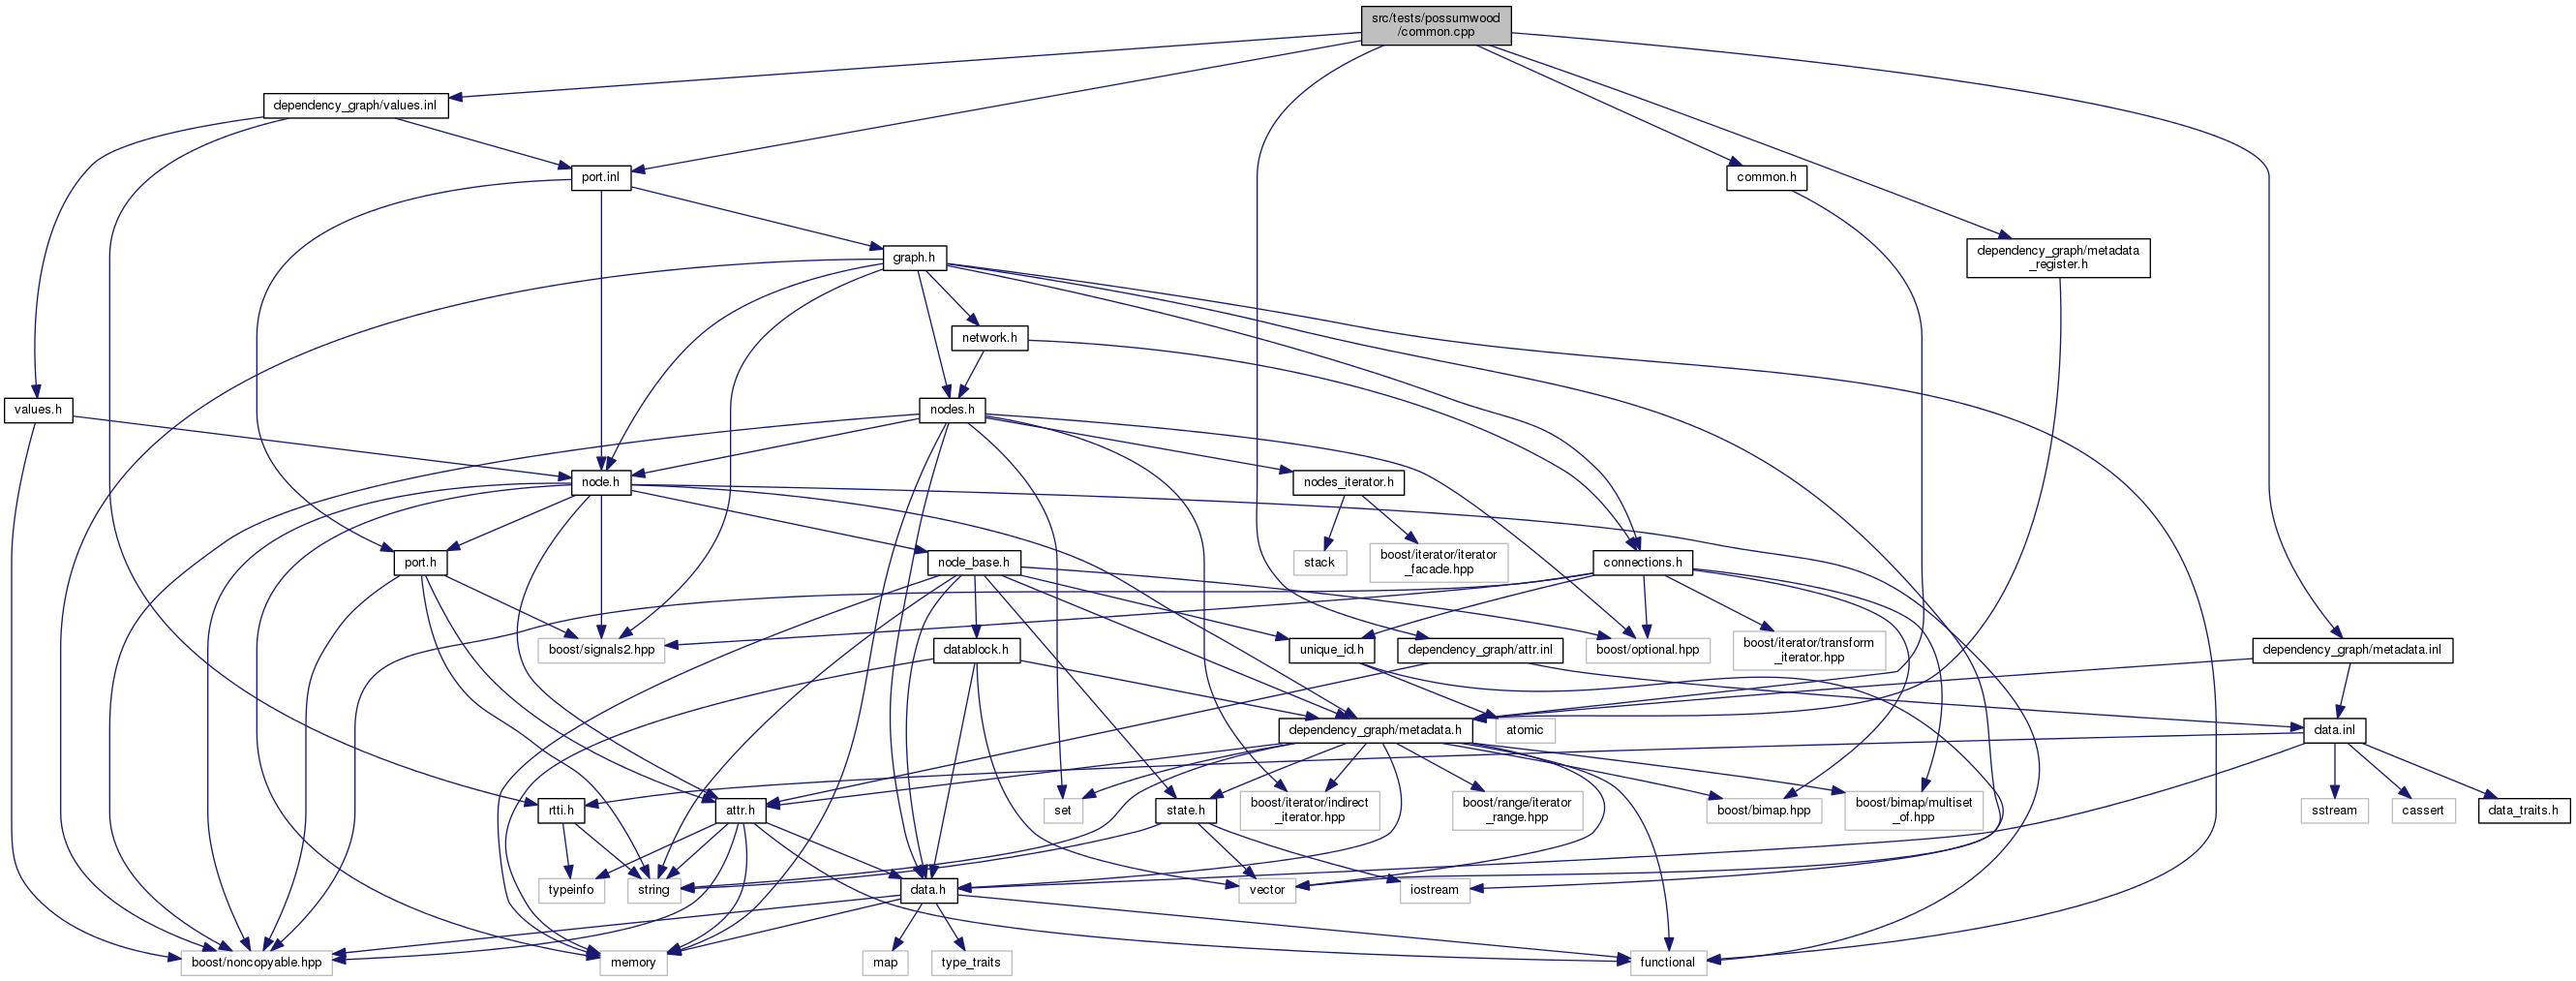 src/tests/possumwood
/common.cpp
dependency_graph/values.inl
port.inl
common.h
dependency_graph/metadata
_register.h
graph.h
network.h
values.h
nodes.h
node.h
nodes_iterator.h
port.h
node_base.h
stack
boost/iterator/iterator
_facade.hpp
connections.h
boost/signals2.hpp
datablock.h
unique_id.h
dependency_graph/attr.inl
boost/optional.hpp
boost/iterator/transform
_iterator.hpp
dependency_graph/metadata.inl
dependency_graph/metadata.h
atomic
data.inl
rtti.h
attr.h
set
state.h
boost/iterator/indirect
_iterator.hpp
boost/range/iterator
_range.hpp
boost/bimap.hpp
boost/bimap/multiset
_of.hpp
sstream
cassert
data_traits.h
typeinfo
string
data.h
vector
iostream
boost/noncopyable.hpp
memory
map
type_traits
functional